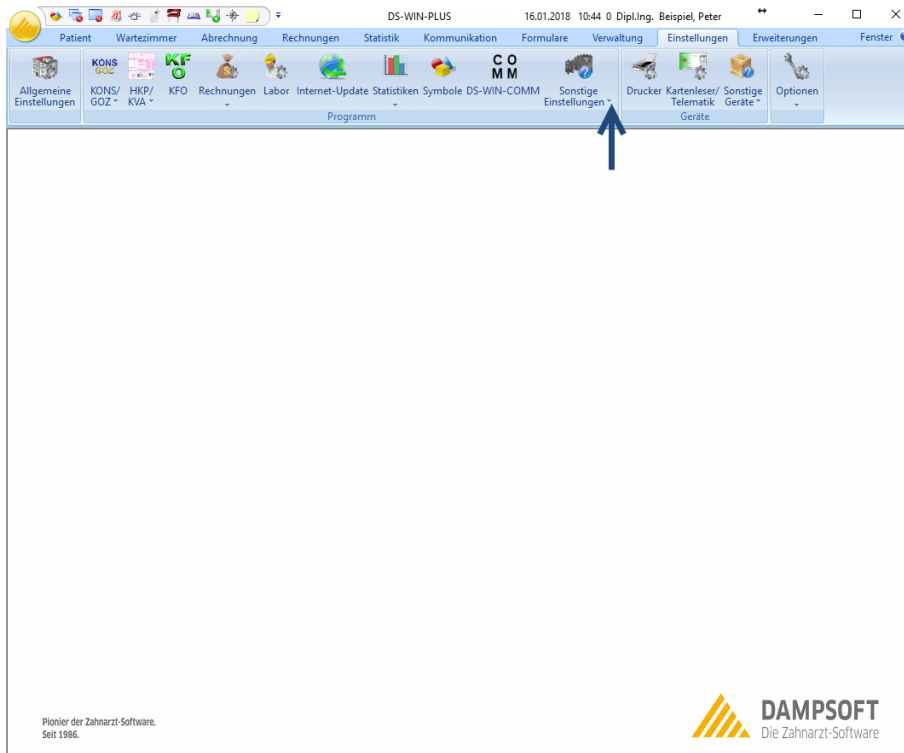 DS-WIN-PLUS 16.01.2018 10:44 0 Dipl.Ing. Beispiel, Peter
Patient Wartezimmer Abrechnung Rechnungen Statistik Kommunikation Formulare Verwaltung Einstellungen Erweiterungen Fenster
KONS GOZ
KF O
CO MM
Allgemeine Einstellungen
KONS/ GOZ
HKP/ KVA
KFO
Rechnungen
Labor
Internet-Update
Statistiken
Symbole
DS-WIN-COMM
Sonstige Einstellungen
Drucker
Kartenleser/ Telematik
Sonstige Geräte
Optionen
Programm
Geräte
Pionier der Zahnarzt-Software.
Seit 1986.
DAMPSOFT
Die Zahnarzt-Software